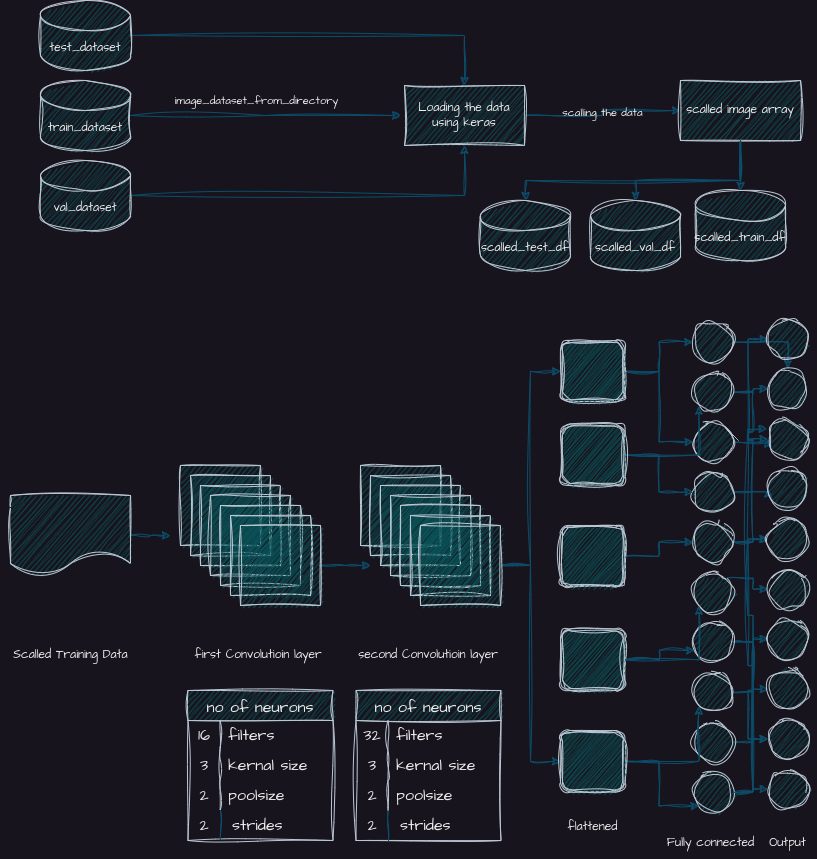 test_dataset
image_dataset_from_directory
train_dataset
val_dataset
Loading the data
using keras
scalling the data
scalled image array
scalled_test_df
scalled_val_df
scalled_train_df
Scalled Training Data
first Convolutioin layer
second Convolutioin layer
no of neurons
16 filters
3 kernal size
2 poolsize
2 strides
no of neurons
32 filters
3 kernal size
2 poolsize
2 strides
flattened
Fully connected
Output